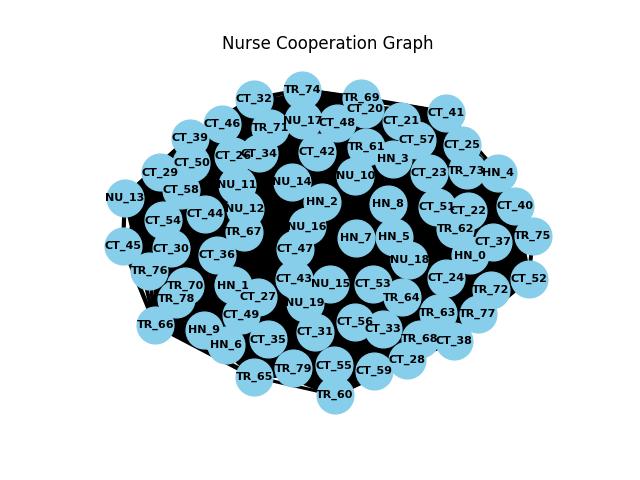 Nurse Cooperation Graph
TR_74
CT_32
TR_69
CT_20
CT_41
NU_17
CT_48
CT_21
CT_46
TR_71
CT_39
CT_57
CT_25
TR_61
CT_42
CT_26
CT_34
HN_3
CT_50
CT_29
TR_73
HN_4
CT_23
NU_10
NU_14
NU_11
CT_58
NU_13
HN_2
HN_8
CT_40
CT_51
CT_22
NU_12
CT_44
CT_54
NU_16
TR_62
TR_67
HN_7
HN_5
TR_75
CT_37
CT_45
CT_30
CT_47
CT_36
HN_0
NU_18
TR_76
CT_43
CT_24
CT_52
NU_15
CT_53
TR_70
HN_1
TR_72
CT_27
TR_64
TR_78
NU_19
TR_63
TR_77
CT_49
TR_66
CT_56
CT_33
HN_9
CT_31
CT_35
TR_68
CT_38
HN_6
CT_28
CT_55
TR_79
CT_59
TR_65
TR_60